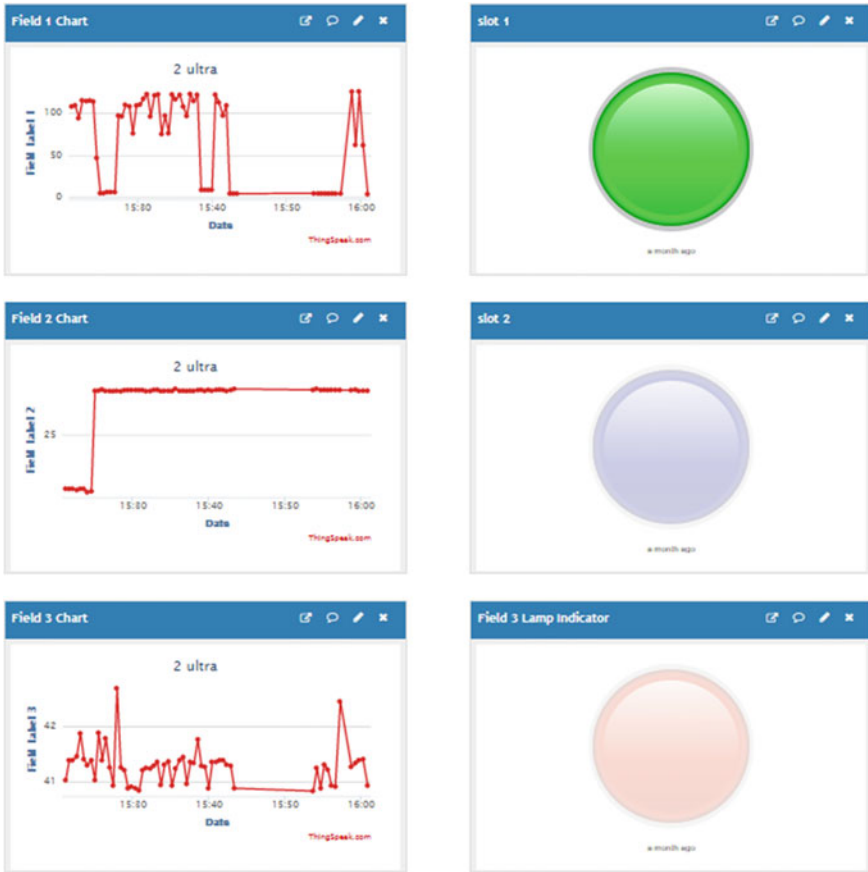 Field 1 Chart
slot 1
2 ultra
Field Label 1
100
50
0
15:30
15:40
15:50
16:00
Date
ThingSpeak.com
a month ago
Field 2 Chart
slot 2
2 ultra
Field Label 2
25
15:30
15:40
15:50
16:00
Date
ThingSpeak.com
a month ago
Field 3 Chart
Field 3 Lamp Indicator
2 ultra
Field Label 3
42
41
15:30
15:40
15:50
16:00
Date
ThingSpeak.com
a month ago